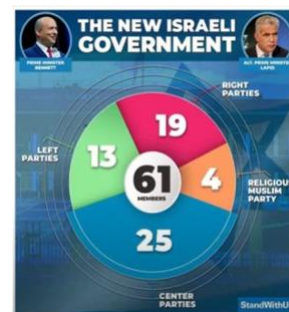 THE NEW ISRAELI
GOVERNMENT
PRIME MINISTER
BENNETT
ALT. PRIME MINISTER
LAPID
RIGHT
PARTIES
19
LEFT
PARTIES
13
61
MEMBERS
4
RELIGIOUS
MUSLIM
PARTY
25
CENTER
PARTIES
StandWithU